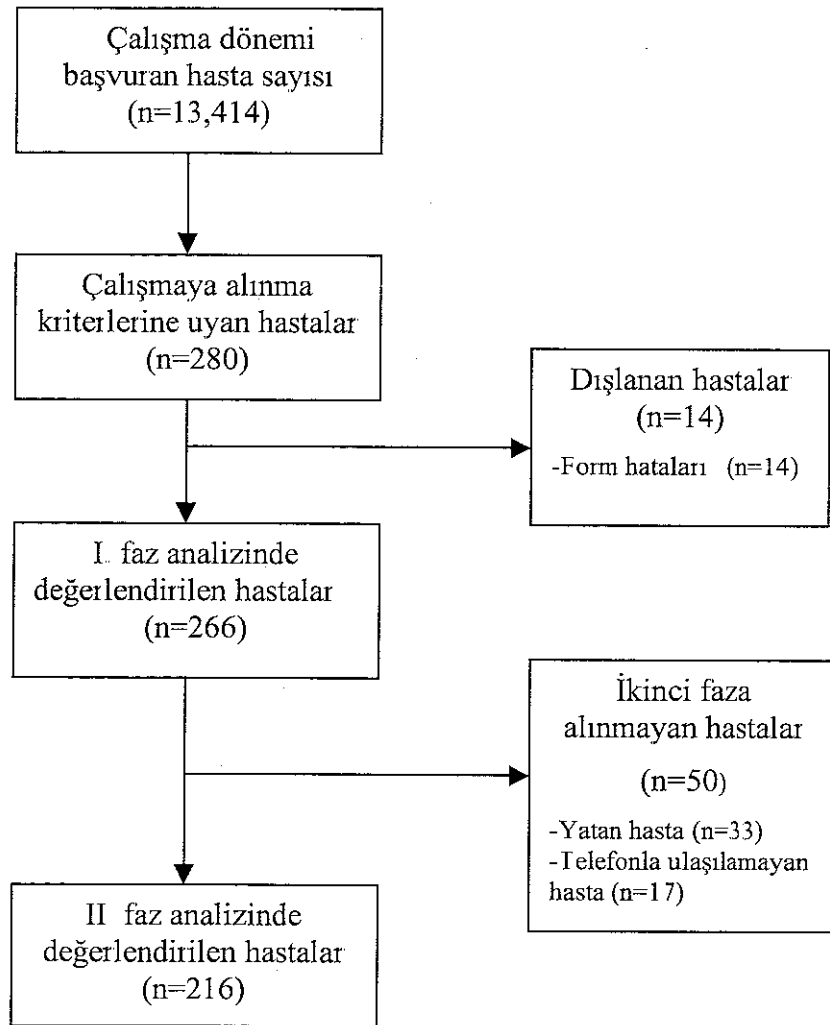 Çalışma dönemi
başvuran hasta sayısı
(n=13,414)
Çalışmaya alınma
kriterlerine uyan hastalar
(n=280)
Dışlanan hastalar
(n=14)
-Form hataları (n=14)
I. faz analizinde
değerlendirilen hastalar
(n=266)
İkinci faza
alınmayan hastalar
(n=50)
-Yatan hasta (n=33)
-Telefonla ulaşılamayan
hasta (n=17)
II faz analizinde
değerlendirilen hastalar
(n=216)